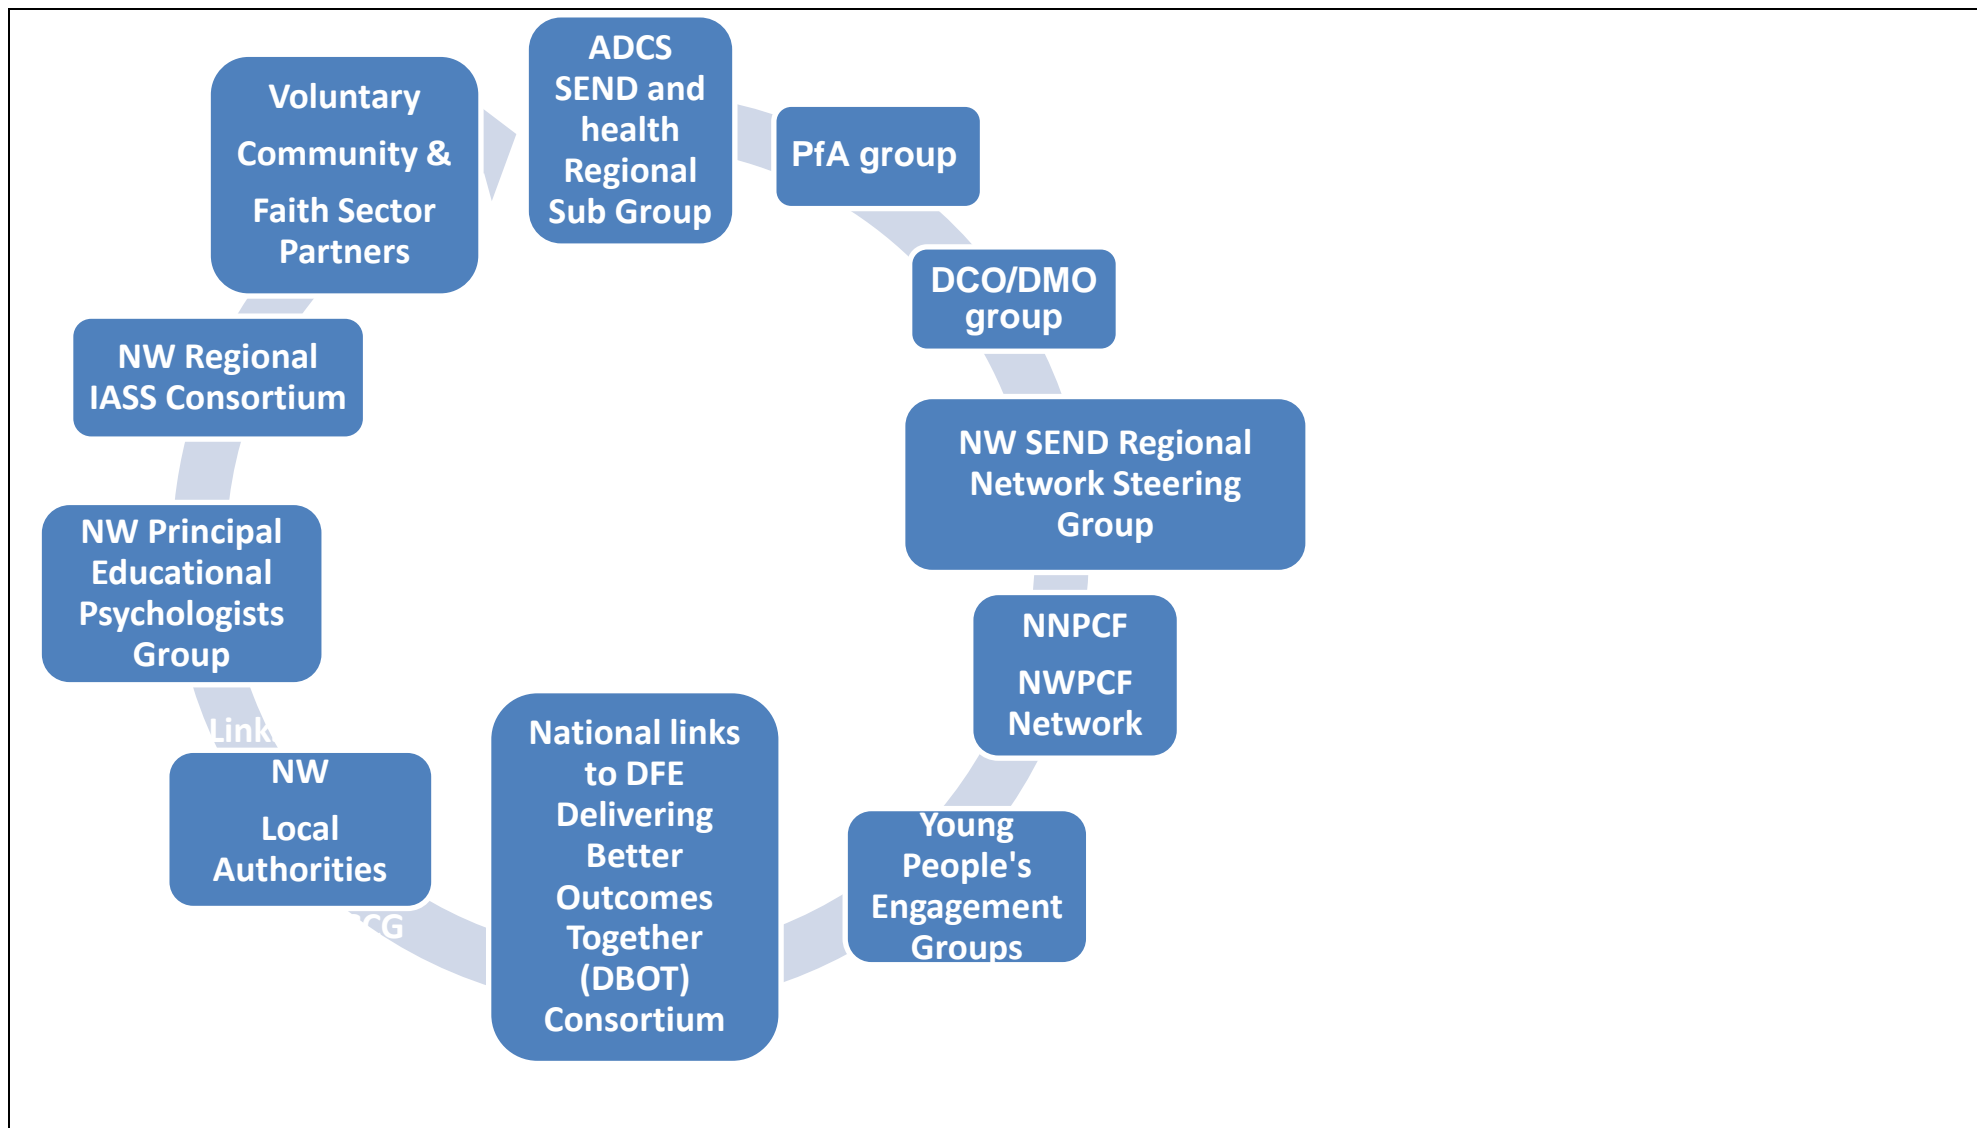 ADCS
SEND and
health
Regional
Sub Group
PfA group
DCO/DMO
group
NW SEND Regional
Network Steering
Group
NNPCF
NWPCF
Network
Young
People's
Engagement
Groups
National links
to DFE
Delivering
Better
Outcomes
Together
(DBOT)
Consortium
NW
Local
Authorities
NW Principal
Educational
Psychologists
Group
NW Regional
IASS Consortium
Voluntary
Community &
Faith Sector
Partners